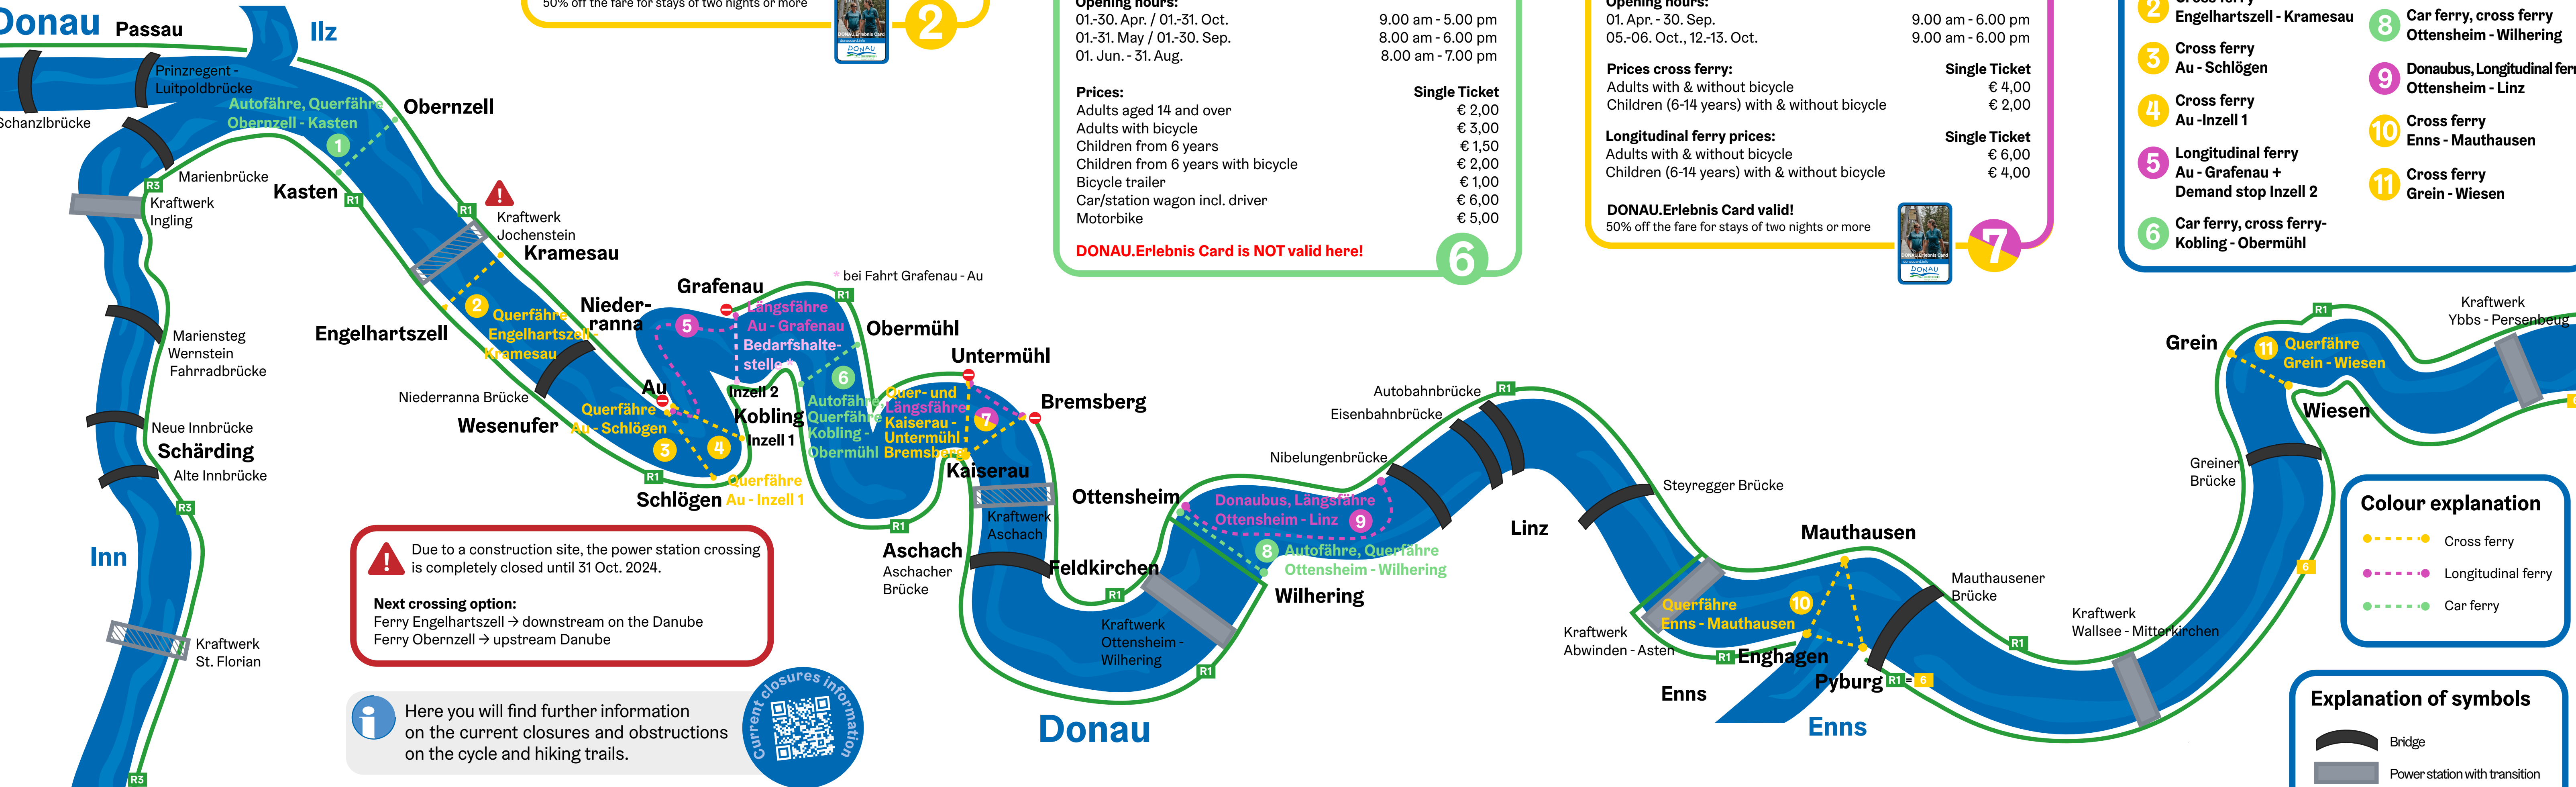 Donau
Passau
Ilz
Prinzregent -
Luitpoldbrücke
Schanzlbrücke
Marienbrücke
R3
Kraftwerk
Ingling
Autofähre, Querfähre
Obernzell - Kasten
1
Obernzell
Kasten
R1
R1
Kraftwerk
Jochenstein
Kramesau
2
Querfähre
Engelhartszell-
Kramesau
Engelhartszell
Niederranna Brücke
Wesenufer
Mariensteg
Wernstein
Fahrradbrücke
Neue Innbrücke
Schärding
Alte Innbrücke
R3
Inn
Kraftwerk
St. Florian
R3
50% off the fare for stays of two nights or more
DONAU.Erlebnis Card
DONAU
2
Opening hours:
01.-30. Apr. / 01.-31. Oct. 9.00 am - 5.00 pm
01.-31. May / 01.-30. Sep. 8.00 am - 6.00 pm
01. Jun. - 31. Aug. 8.00 am - 7.00 pm
Prices: Single Ticket
Adults aged 14 and over € 2,00
Adults with bicycle € 3,00
Children from 6 years € 1,50
Children from 6 years with bicycle € 2,00
Bicycle trailer € 1,00
Car/station wagon incl. driver € 6,00
Motorbike € 5,00
DONAU.Erlebnis Card is NOT valid here!
6
Opening hours:
01. Apr. - 30. Sep. 9.00 am - 6.00 pm
05.-06. Oct., 12.-13. Oct. 9.00 am - 6.00 pm
Prices cross ferry: Single Ticket
Adults with & without bicycle € 4,00
Children (6-14 years) with & without bicycle € 2,00
Longitudinal ferry prices: Single Ticket
Adults with & without bicycle € 6,00
Children (6-14 years) with & without bicycle € 4,00
DONAU.Erlebnis Card valid!
50% off the fare for stays of two nights or more
DONAU.Erlebnis Card
DONAU
7
2
Cross ferry
Engelhartszell - Kramesau
3
Cross ferry
Au - Schlögen
4
Cross ferry
Au -Inzell 1
5
Longitudinal ferry
Au - Grafenau +
Demand stop Inzell 2
6
Car ferry, cross ferry-
Kobling - Obermühl
8
Car ferry, cross ferry
Ottensheim - Wilhering
9
Donaubus, Longitudinal ferr
Ottensheim - Linz
10
Cross ferry
Enns - Mauthausen
11
Cross ferry
Grein - Wiesen
Nieder-
ranna
Grafenau
* bei Fahrt Grafenau - Au
R1
5
Längsfähre
Au - Grafenau
Bedarfshalte-
stelle *
Inzell 2
Au
Querfähre
Au - Schlögen
3
4
Kobling
Inzell 1
R1
Schlögen
Querfähre
Au - Inzell 1
Obermühl
6
Autofähre,
Querfähre
Kobling -
Obermühl
R1
Untermühl
Quer- und
Längsfähre
Kaiserau -
Untermühl
Bremsberg
7
Bremsberg
Kaiserau
Kraftwerk
Aschach
Aschach
Aschacher
Brücke
Feldkirchen
R1
Kraftwerk
Ottensheim -
Wilhering
R1
Donau
Ottensheim
Donaubus, Längsfähre
Ottensheim - Linz
9
8
Autofähre, Querfähre
Ottensheim - Wilhering
Wilhering
Nibelungenbrücke
Eisenbahnbrücke
Autobahnbrücke
R1
Linz
Steyregger Brücke
Kraftwerk
Abwinden - Asten
Querfähre
Enns - Mauthausen
10
Mauthausen
R1
Enghagen
Enns
Pyburg
R1 = 6
Enns
Mauthausener
Brücke
R1
Kraftwerk
Wallsee - Mitterkirchen
6
Greiner
Brücke
Grein
11
Querfähre
Grein - Wiesen
Wiesen
R1
Kraftwerk
Ybbs - Persenbeug
Due to a construction site, the power station crossing
is completely closed until 31 Oct. 2024.
Next crossing option:
Ferry Engelhartszell → downstream on the Danube
Ferry Obernzell → upstream Danube
Here you will find further information
on the current closures and obstructions
on the cycle and hiking trails.
Current closures information
Colour explanation
Cross ferry
Longitudinal ferry
Car ferry
Explanation of symbols
Bridge
Power station with transition